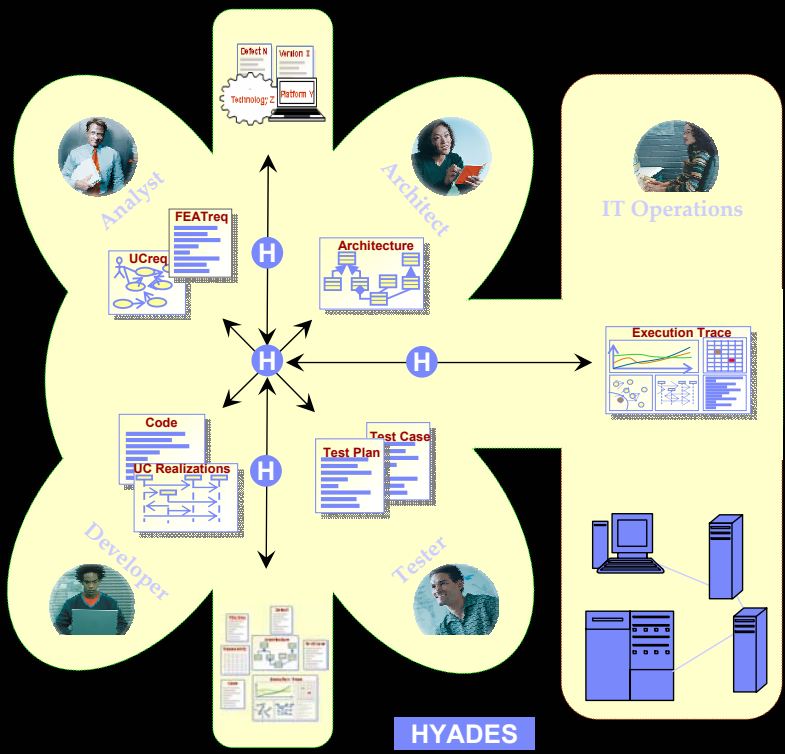 Defect N
Version X
Technology Z
Platform Y
Analyst
Architect
IT Operations
FEATreq
UCreq
H
Architecture
H
H
Execution Trace
Code
UC Realizations
H
Test Case
Test Plan
Developer
Tester
HYADES